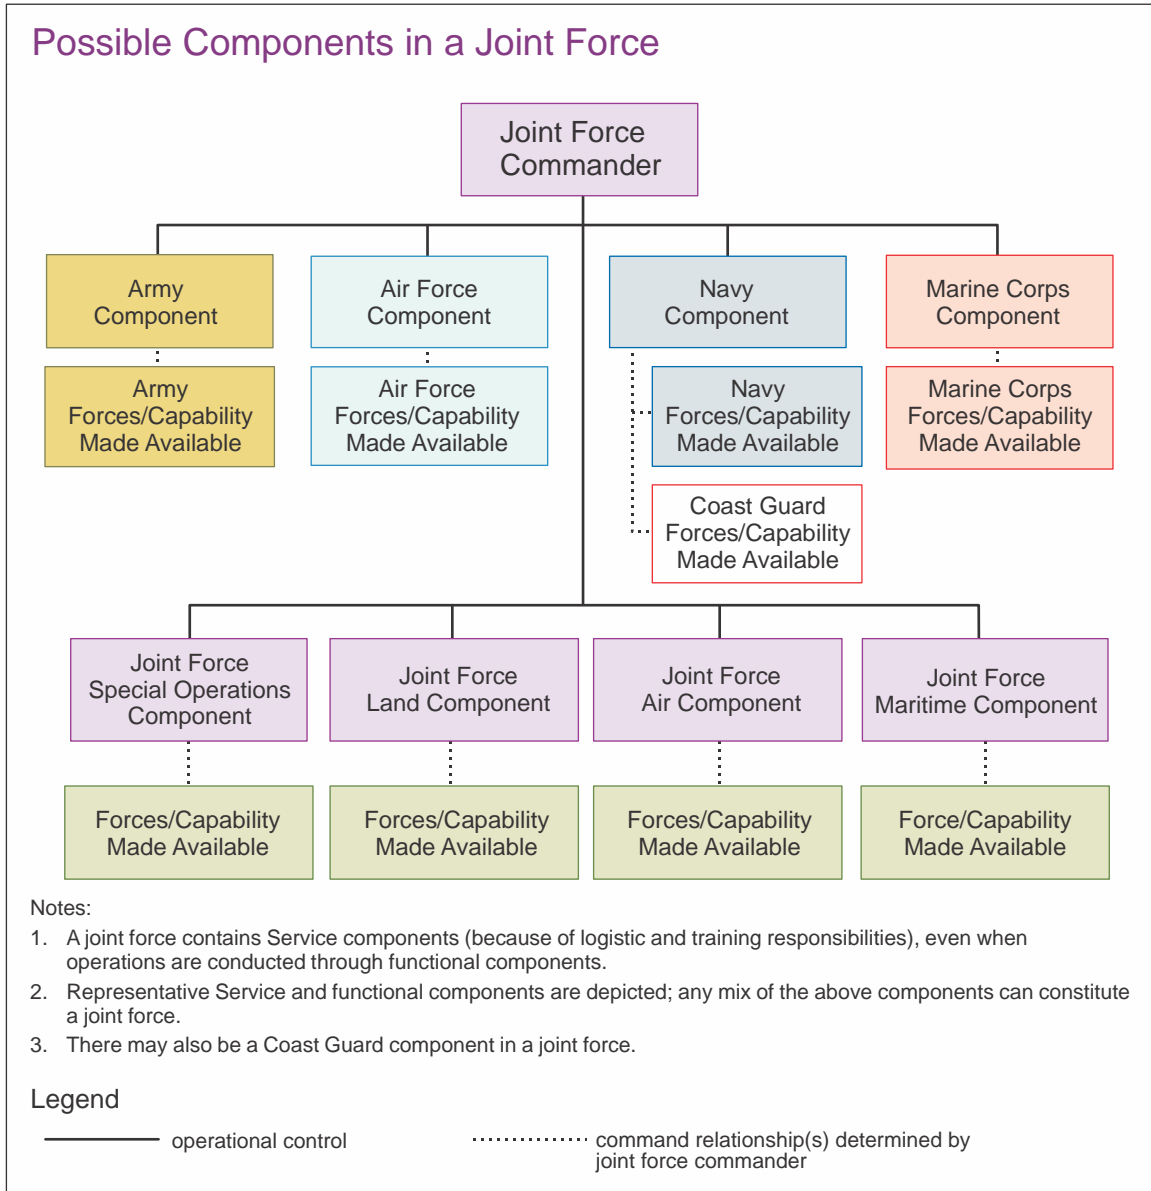 Possible Components in a Joint Force
Joint Force
Commander
Army
Component
Air Force
Component
Navy
Component
Marine Corps
Component
Army
Forces/Capability
Made Available
Air Force
Forces/Capability
Made Available
Navy
Forces/Capability
Made Available
Marine Corps
Forces/Capability
Made Available
Coast Guard
Forces/Capability
Made Available
Joint Force
Special Operations
Component
Joint Force
Land Component
Joint Force
Air Component
Joint Force
Maritime Component
Forces/Capability
Made Available
Forces/Capability
Made Available
Forces/Capability
Made Available
Force/Capability
Made Available
Notes:
1. A joint force contains Service components (because of logistic and training responsibilities), even when
operations are conducted through functional components.
2. Representative Service and functional components are depicted; any mix of the above components can constitute
a joint force.
3. There may also be a Coast Guard component in a joint force.
Legend
operational control
command relationship(s) determined by
joint force commander